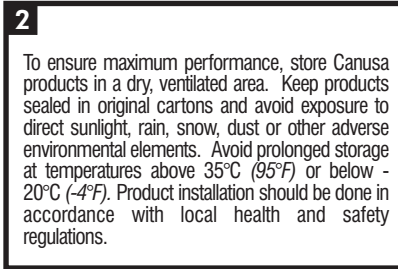 2
To ensure maximum performance, store Canusa
products in a dry, ventilated area. Keep products
sealed in original cartons and avoid exposure to
direct sunlight, rain, snow, dust or other adverse
environmental elements. Avoid prolonged storage
at temperatures above 35°C (95°F) or below -
20°C (-4°F). Product installation should be done in
accordance with local health and safety
regulations.